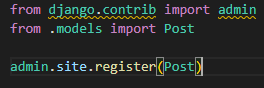 from django.contrib import admin
from .models import Post
admin.site.register(Post)